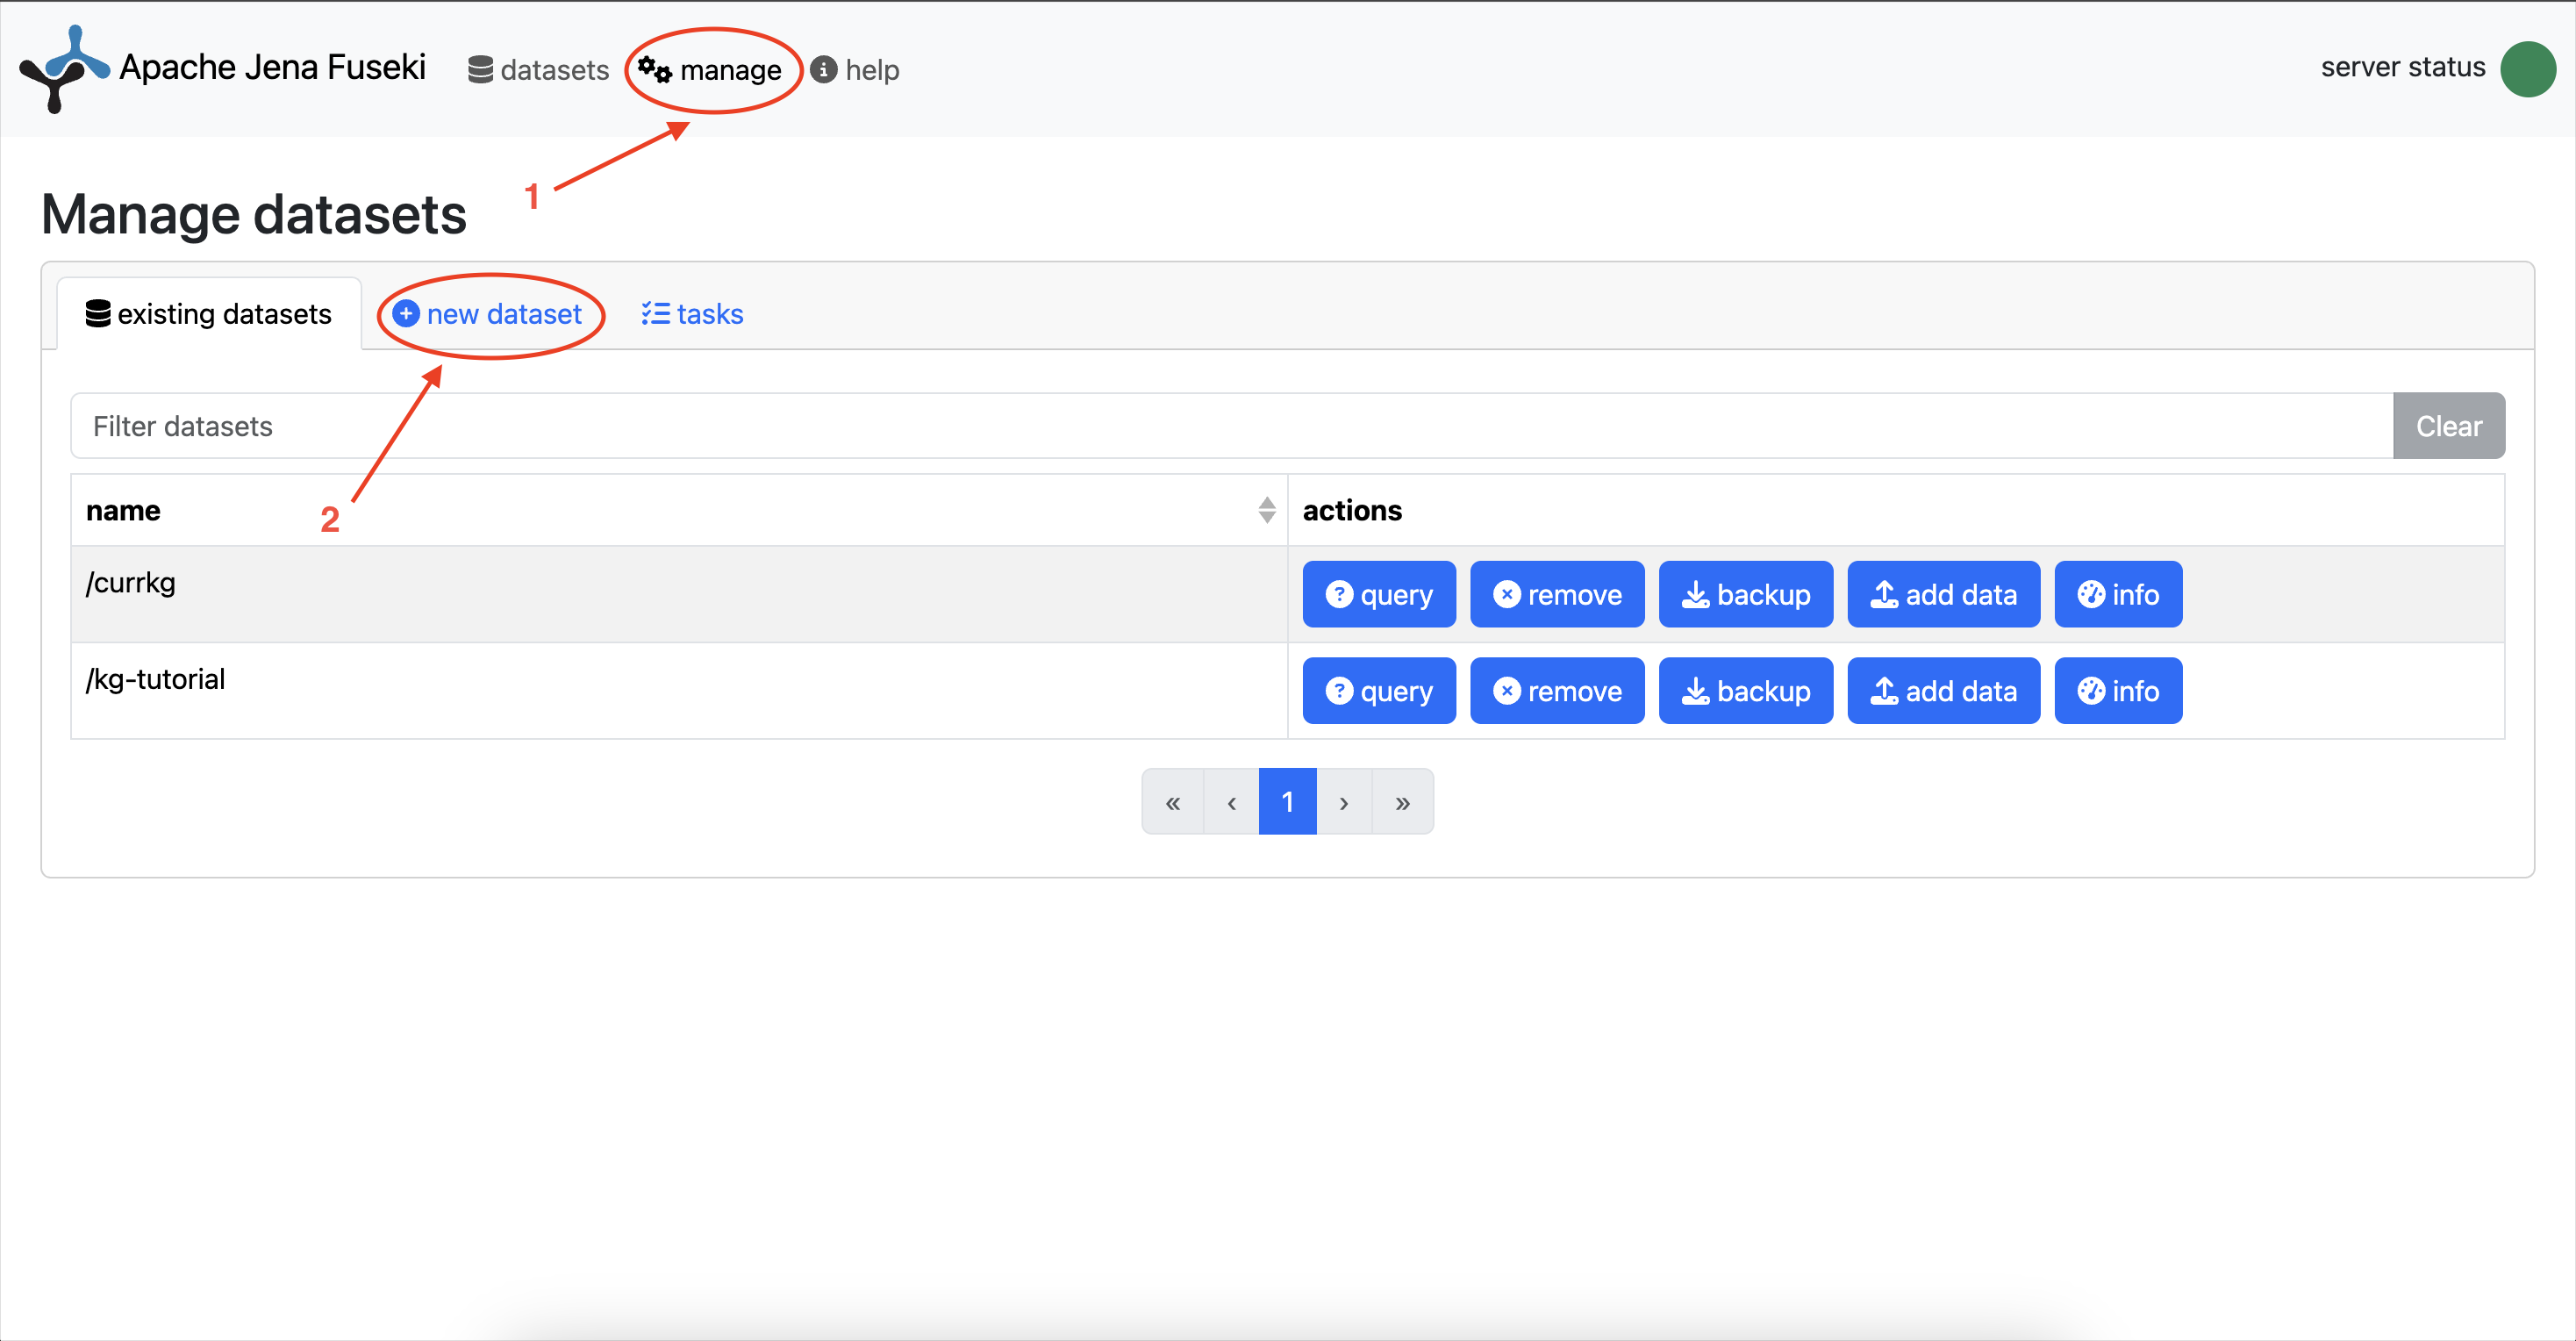 Apache Jena Fuseki datasets manage help server status
1
Manage datasets
existing datasets new dataset tasks
Filter datasets Clear
2
name actions
/currkg query remove backup add data info
/kg-tutorial query remove backup add data info
« ‹ 1 › »